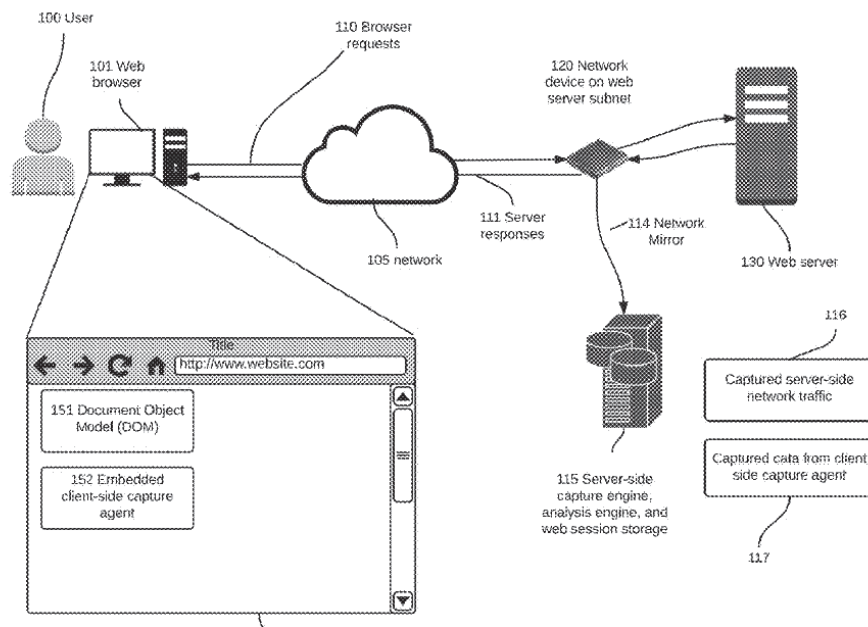 100 User
110 Browser
requests
101 Web
browser
120 Network
device on web
server subnet
111 Server
responses
114 Network
Mirror
105 network
130 Web server
Title
http://www.website.com
116
151 Document Object
Model (DOM)
Captured server-side
network traffic
152 Embedded
client-side capture
agent
115 Server-side
capture engine,
analysis engine, and
web session storage
Captured cata from client
side capture agent
117